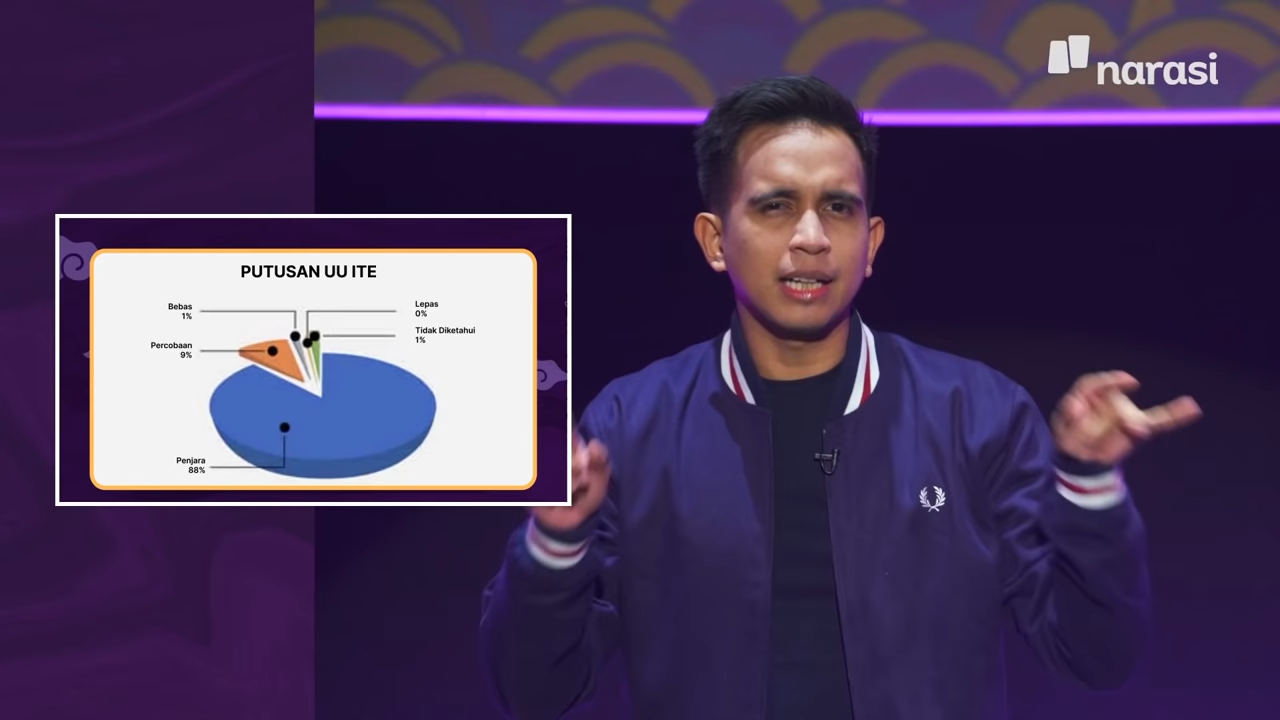 narasi
PUTUSAN UU ITE
Bebas
1%
Lepas
0%
Tidak Diketahui
1%
Percobaan
9%
Penjara
88%